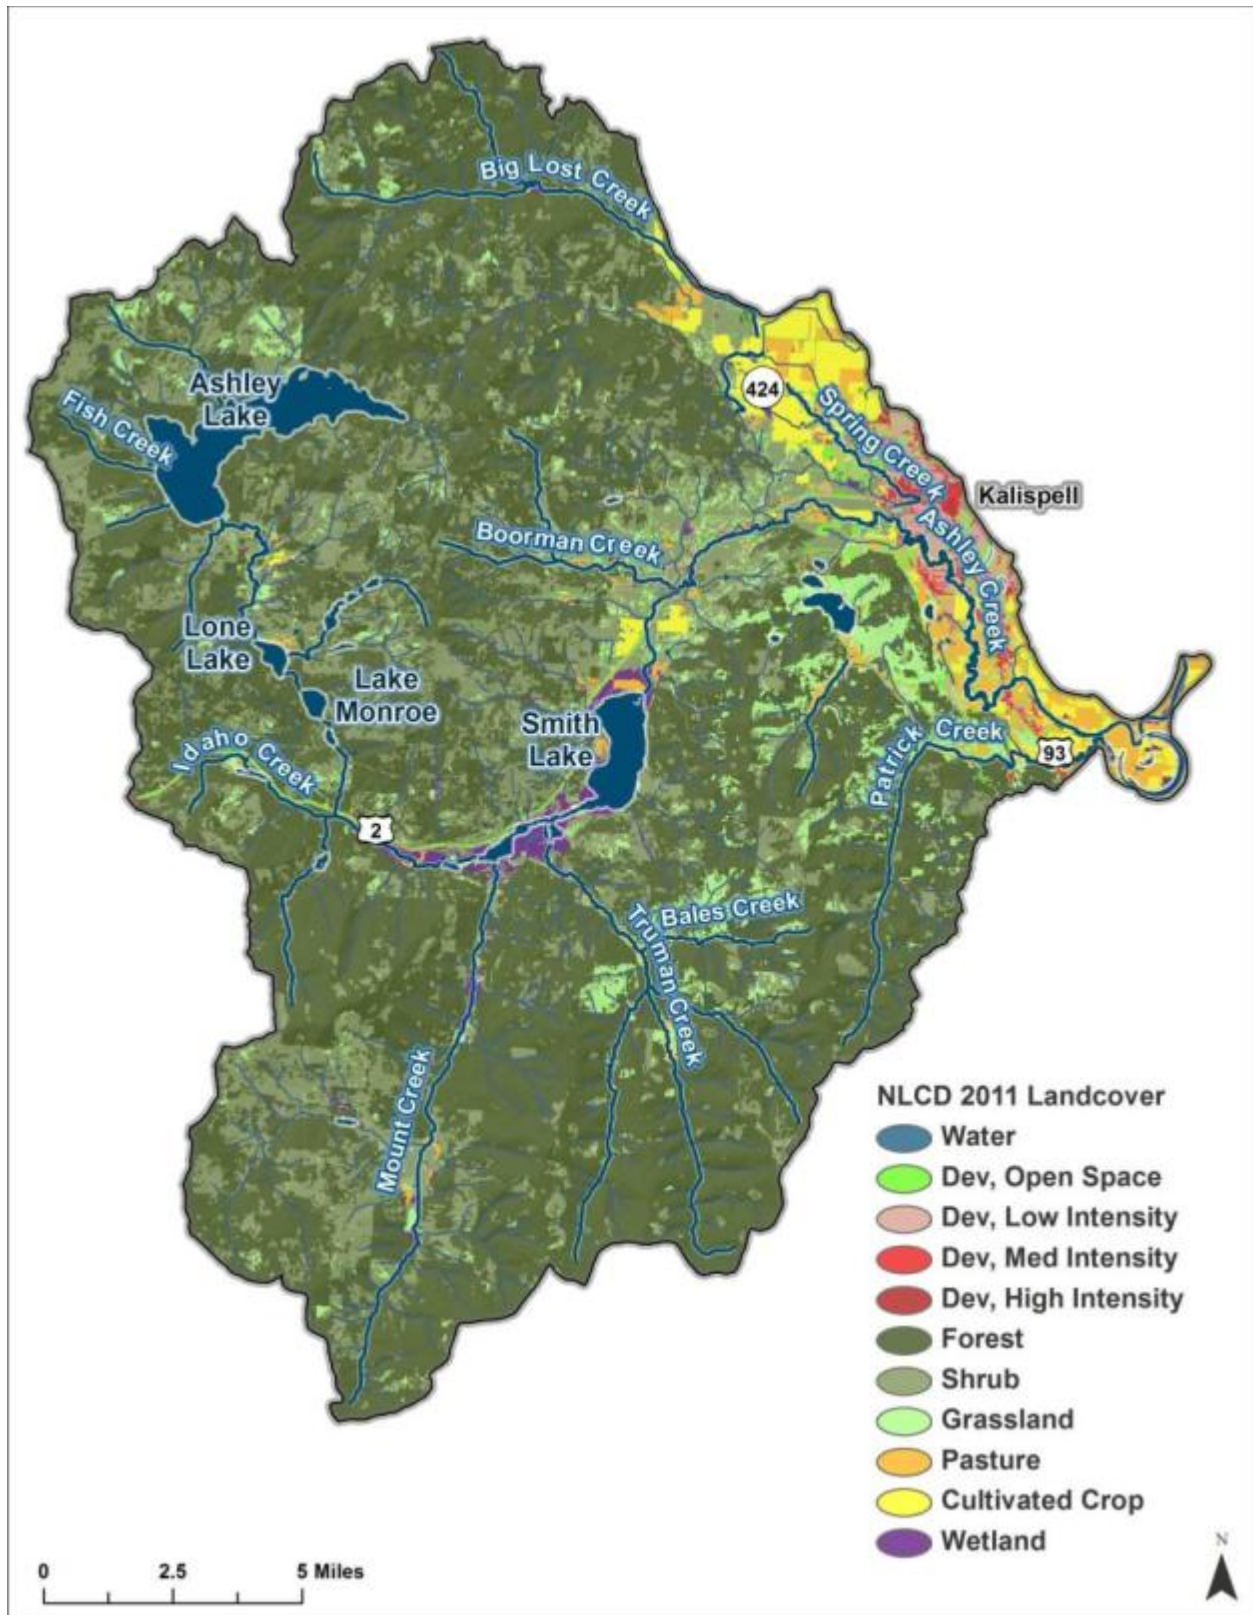 Big Lost Creek
Ashley
Lake
424
Fish Creek
Spring Creek
Kalispell
Ashley Creek
Boorman Creek
Lone
Lake
Lake
Monroe
Smith
Lake
Idaho Creek
Patrick Creek
93
2
Bales Creek
Truman Creek
Mount Creek
NLCD 2011 Landcover
Water
Dev, Open Space
Dev, Low Intensity
Dev, Med Intensity
Dev, High Intensity
Forest
Shrub
Grassland
Pasture
Cultivated Crop
Wetland
0 2.5 5 Miles
N